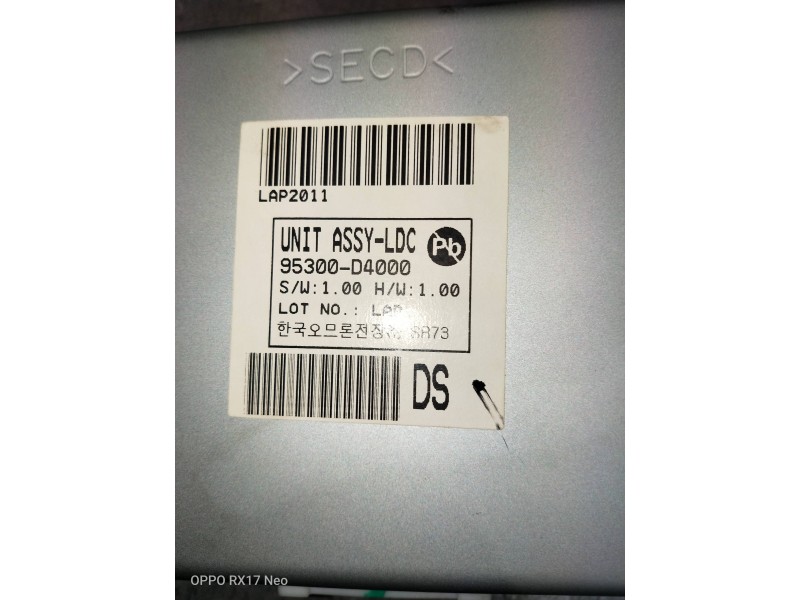 >SECD<
LAP2011
UNIT ASSY-LDC Pb
95300-D4000
S/W:1.00 H/W:1.00
LOT NO.:
한국오므론전장㈜ SA73
DS
OPPO RX17 Neo